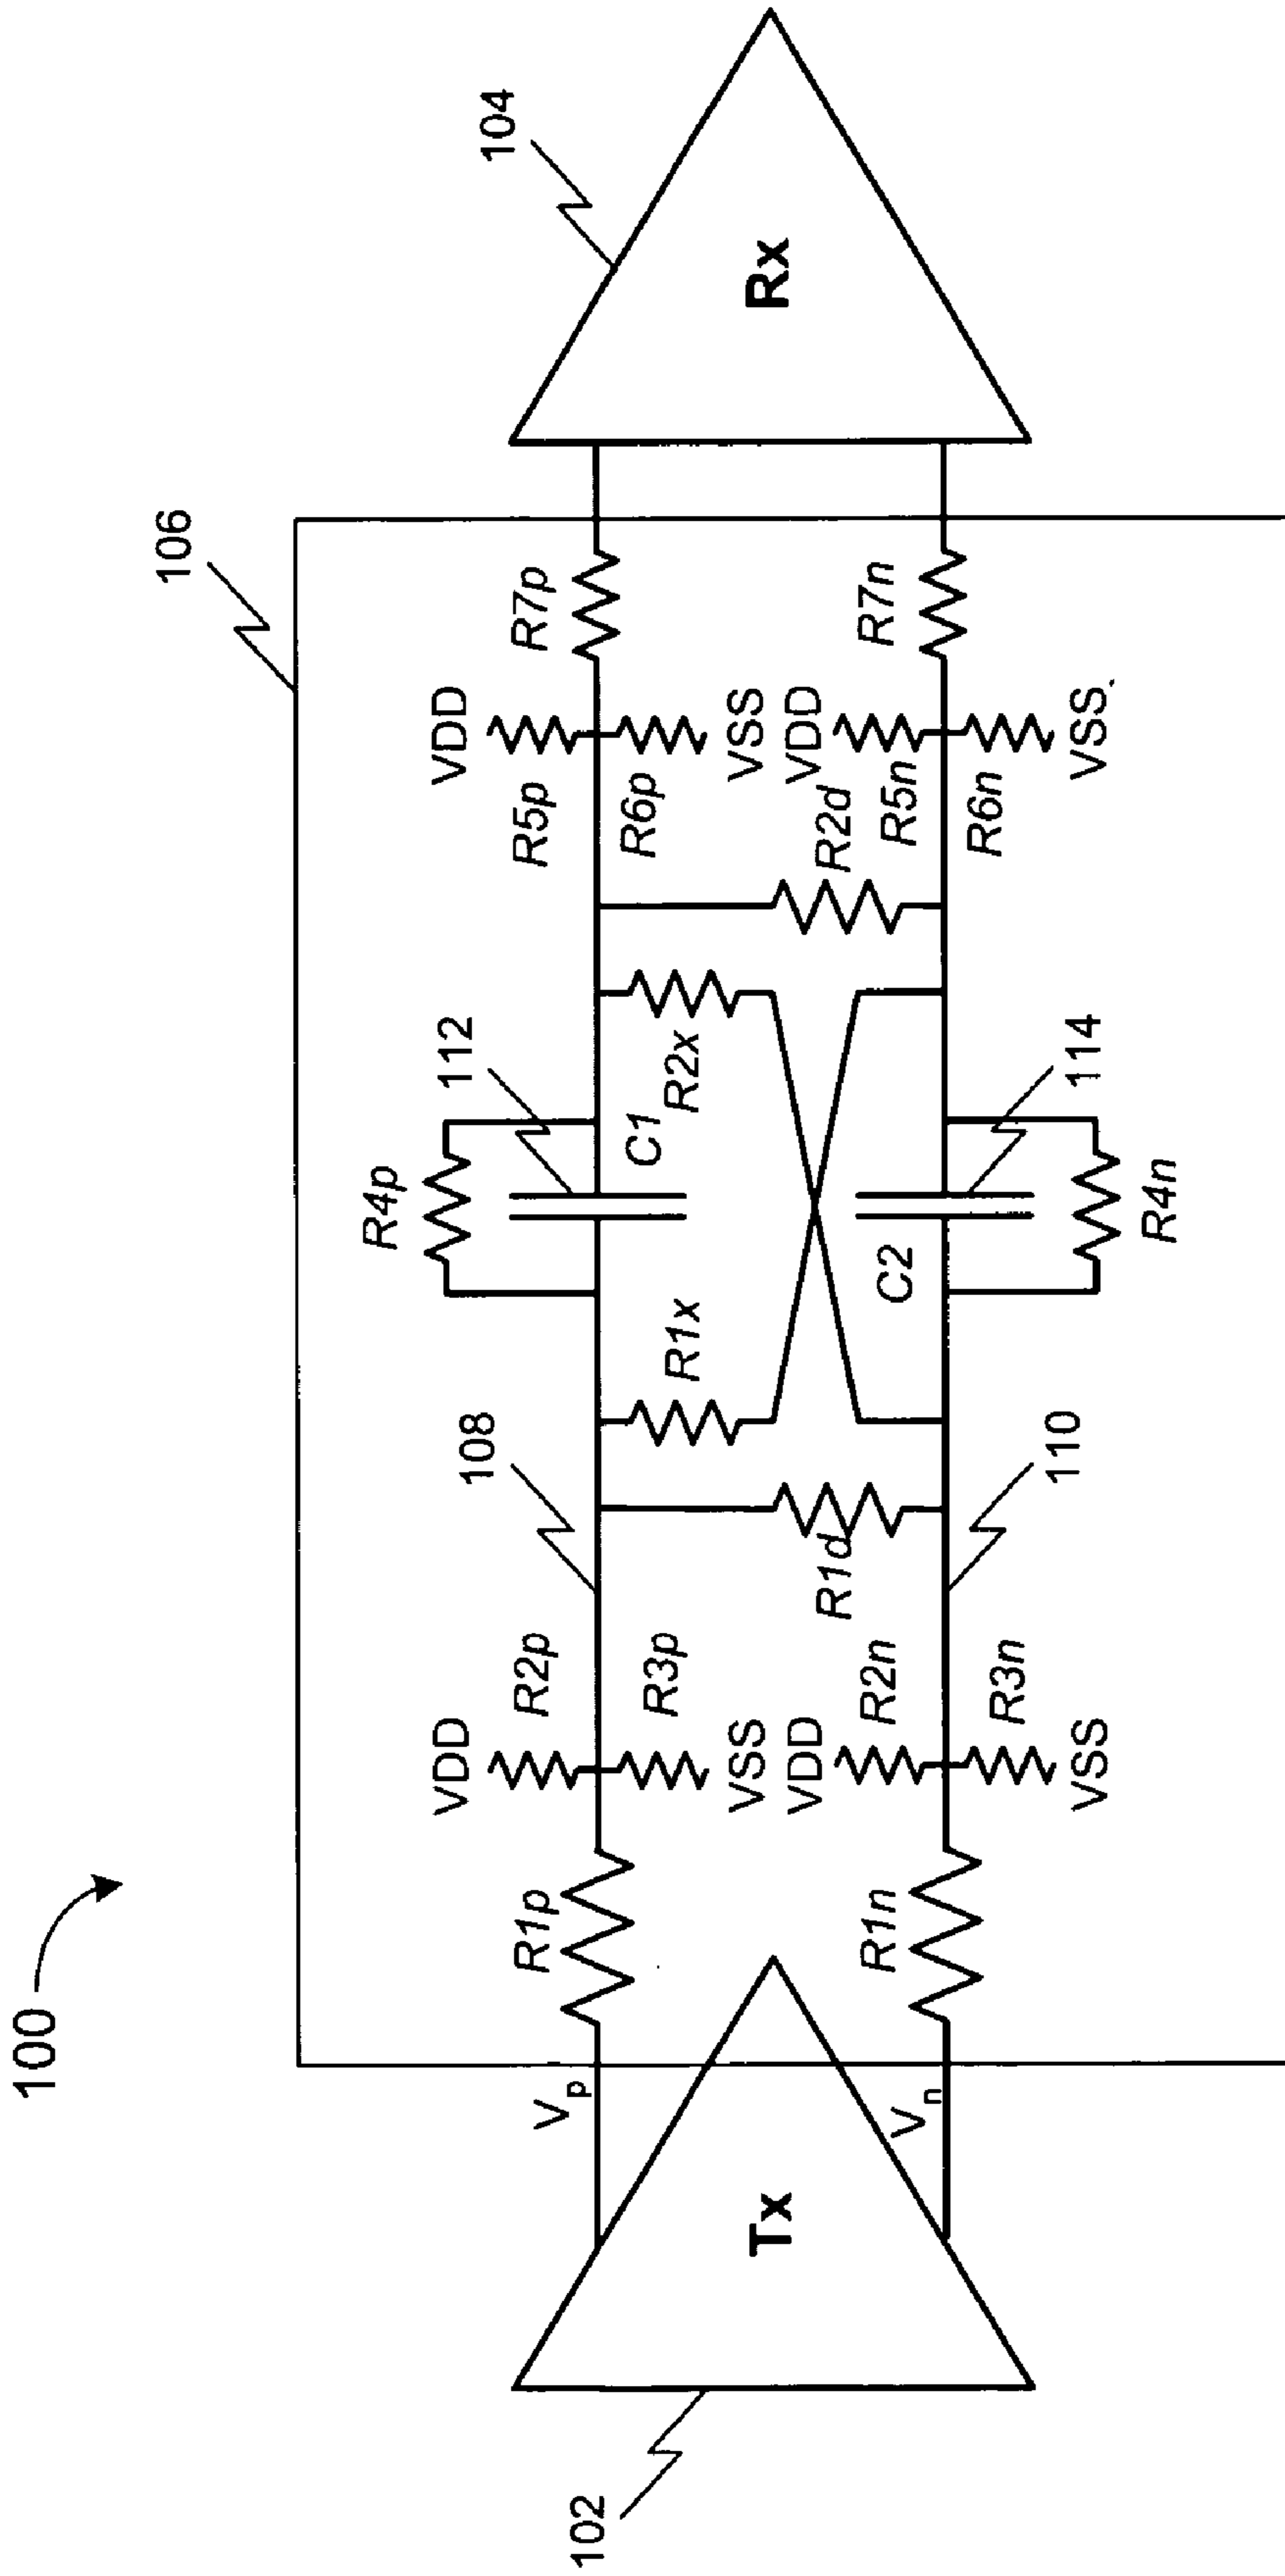 100
106
104
102
Tx
Rx
Vp
Vn
108
110
112
114
VDD
R1p
R2p
R3p
VSS
VDD
R1n
R2n
R3n
VSS
R1d
R1x
R4p
C1
R2x
C2
R4n
R2d
VDD
R5p
R6p
VSS
R7p
VDD
R5n
R6n
VSS
R7n